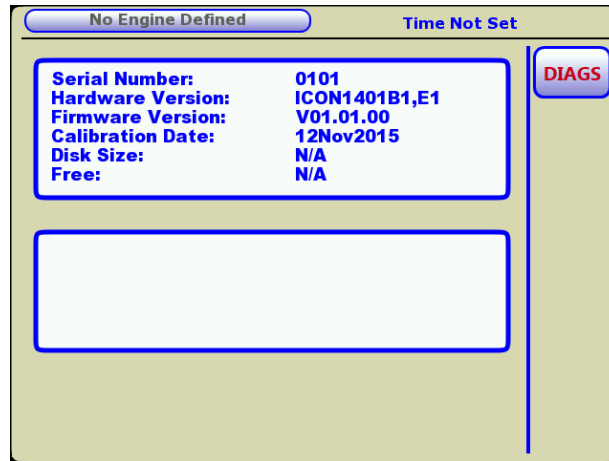 No Engine Defined Time Not Set
DIAGS
Serial Number: 0101
Hardware Version: ICON1401B1,E1
Firmware Version: V01.01.00
Calibration Date: 12Nov2015
Disk Size: N/A
Free: N/A